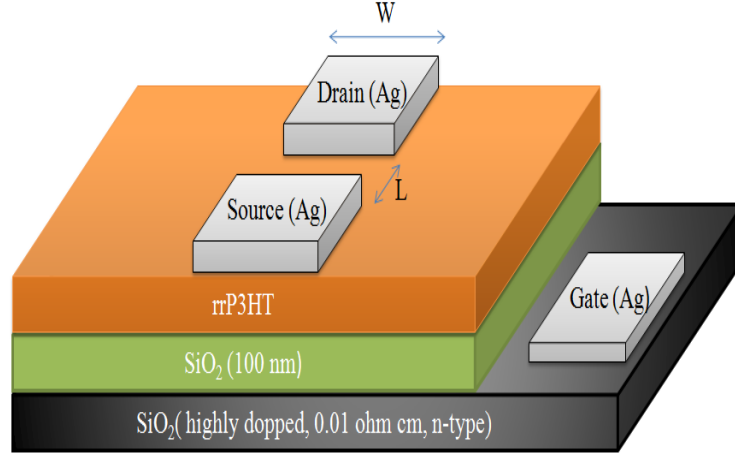 W
Drain (Ag)
L
Source (Ag)
rrP3HT
Gate (Ag)
SiO₂ (100 nm)
SiO₂( highly dopped, 0.01 ohm cm, n-type)